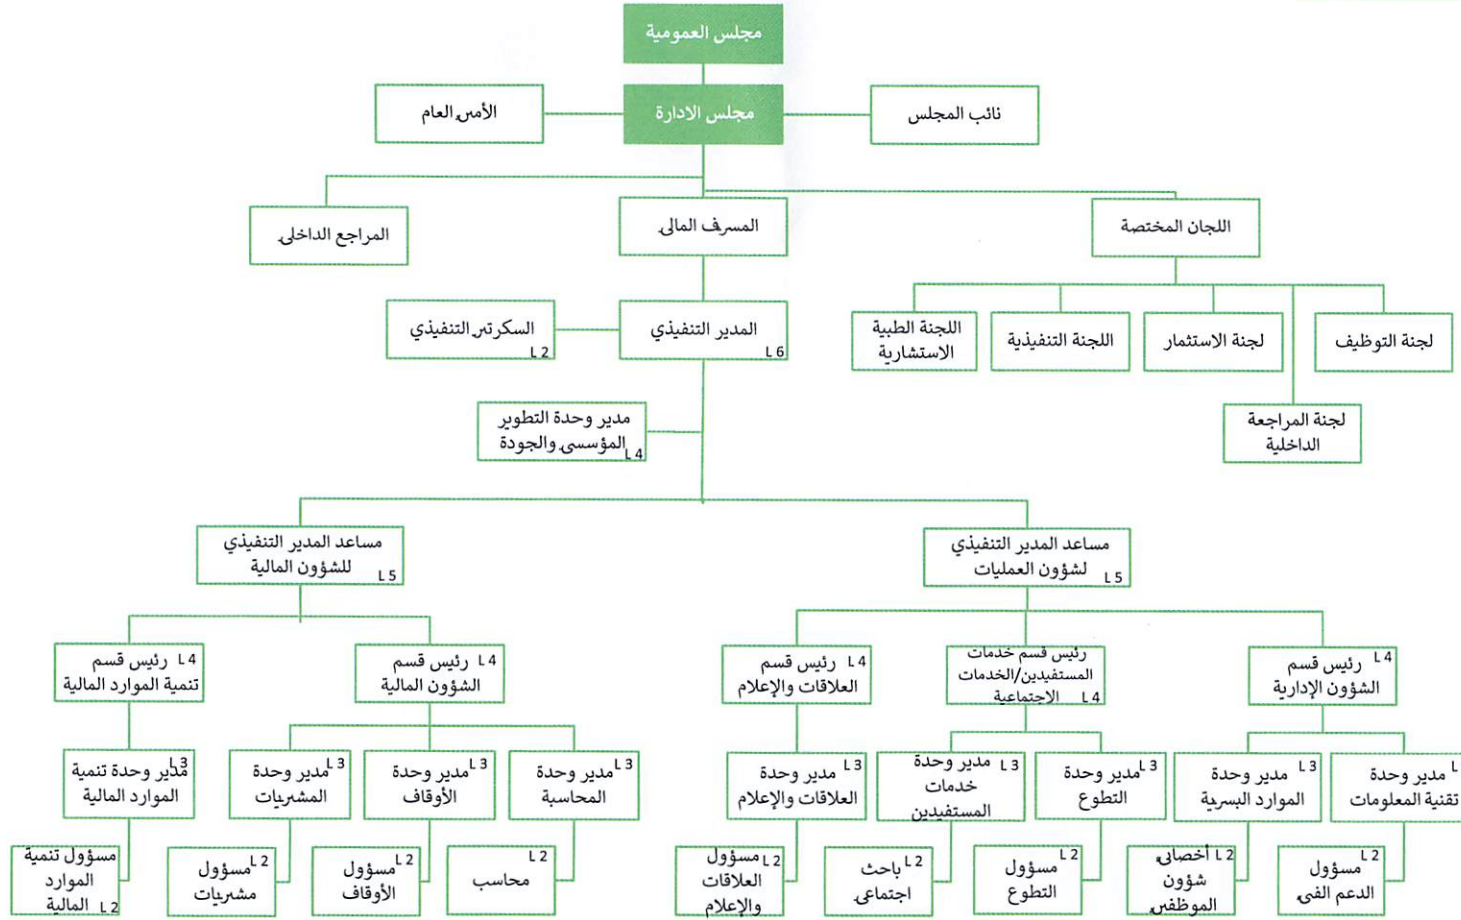 مجلس العمومية
نائب المجلس
مجلس الادارة
الأمين العام
اللجان المختصة
المسرف المالي
المراجع الداخلي
لجنة التوظيف
لجنة الاستثمار
اللجنة التنفيذية
اللجنة الطبية
الاستشارية
لجنة المراجعة
الداخلية
المدير التنفيذي
L 6
السكرتير التنفيذي
L 2
مدير وحدة التطوير
المؤسسي والجودة
L 4
مساعد المدير التنفيذي
لشؤون العمليات
L 5
مساعد المدير التنفيذي
للشؤون المالية
L 5
رئيس قسم L 4
الشؤون الإدارية
رئيس قسم خدمات
المستفيدين/الخدمات
الاجتماعية L 4
رئيس قسم L 4
العلاقات والإعلام
رئيس قسم L 4
الشؤون المالية
رئيس قسم L 4
تنمية الموارد المالية
مدير وحدة L
تقنية المعلومات
مدير وحدة L 3
الموارد البسرية
مدير وحدة L 3
التطوع
مدير وحدة L 3
خدمات
المستفيدين
مدير وحدة L 3
العلاقات والإعلام
مدير وحدة L 3
المحاسبة
مدير وحدة L 3
الأوقاف
مدير وحدة L 3
المشتريات
مدير وحدة تنمية L 3
الموارد المالية
مسؤول L 2
الدعم الفني
أخصائي L 2
شؤون
الموظفين
مسؤول L 2
التطوع
باحث L 2
اجتماعي
مسؤول L 2
العلاقات
والإعلام
L 2
محاسب
مسؤول L 2
الأوقاف
مسؤول L 2
مشتريات
مسؤول تنمية
الموارد
المالية L 2